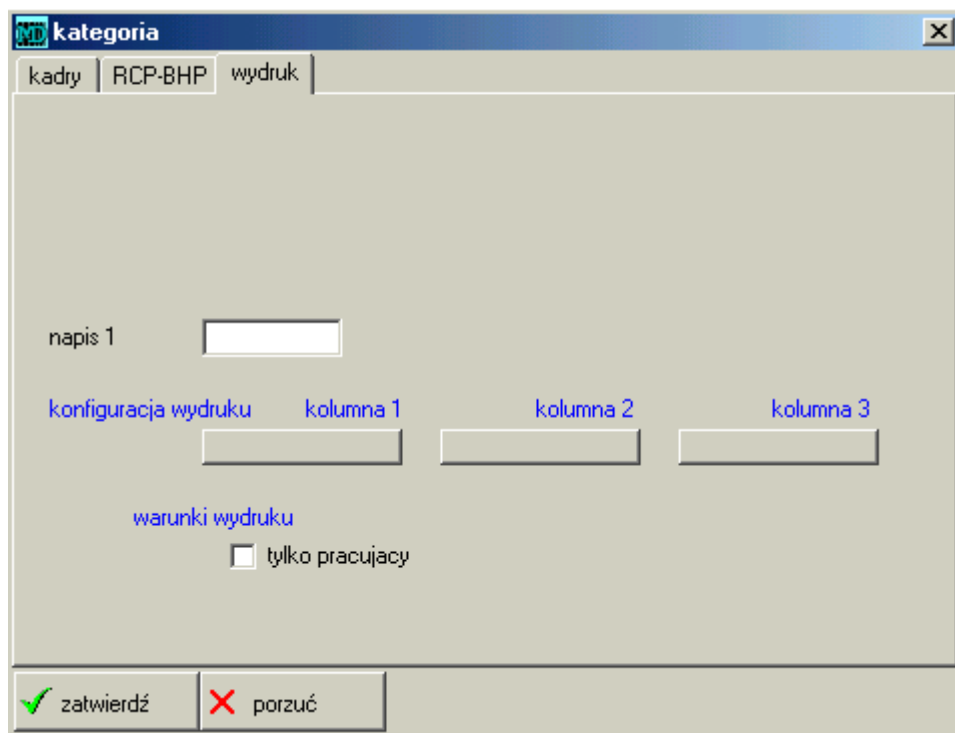 MD kategoria
kadry RCP-BHP wydruk
napis 1
konfiguracja wydruku kolumna 1 kolumna 2 kolumna 3
warunki wydruku
tylko pracujacy
zatwierdź porzuć